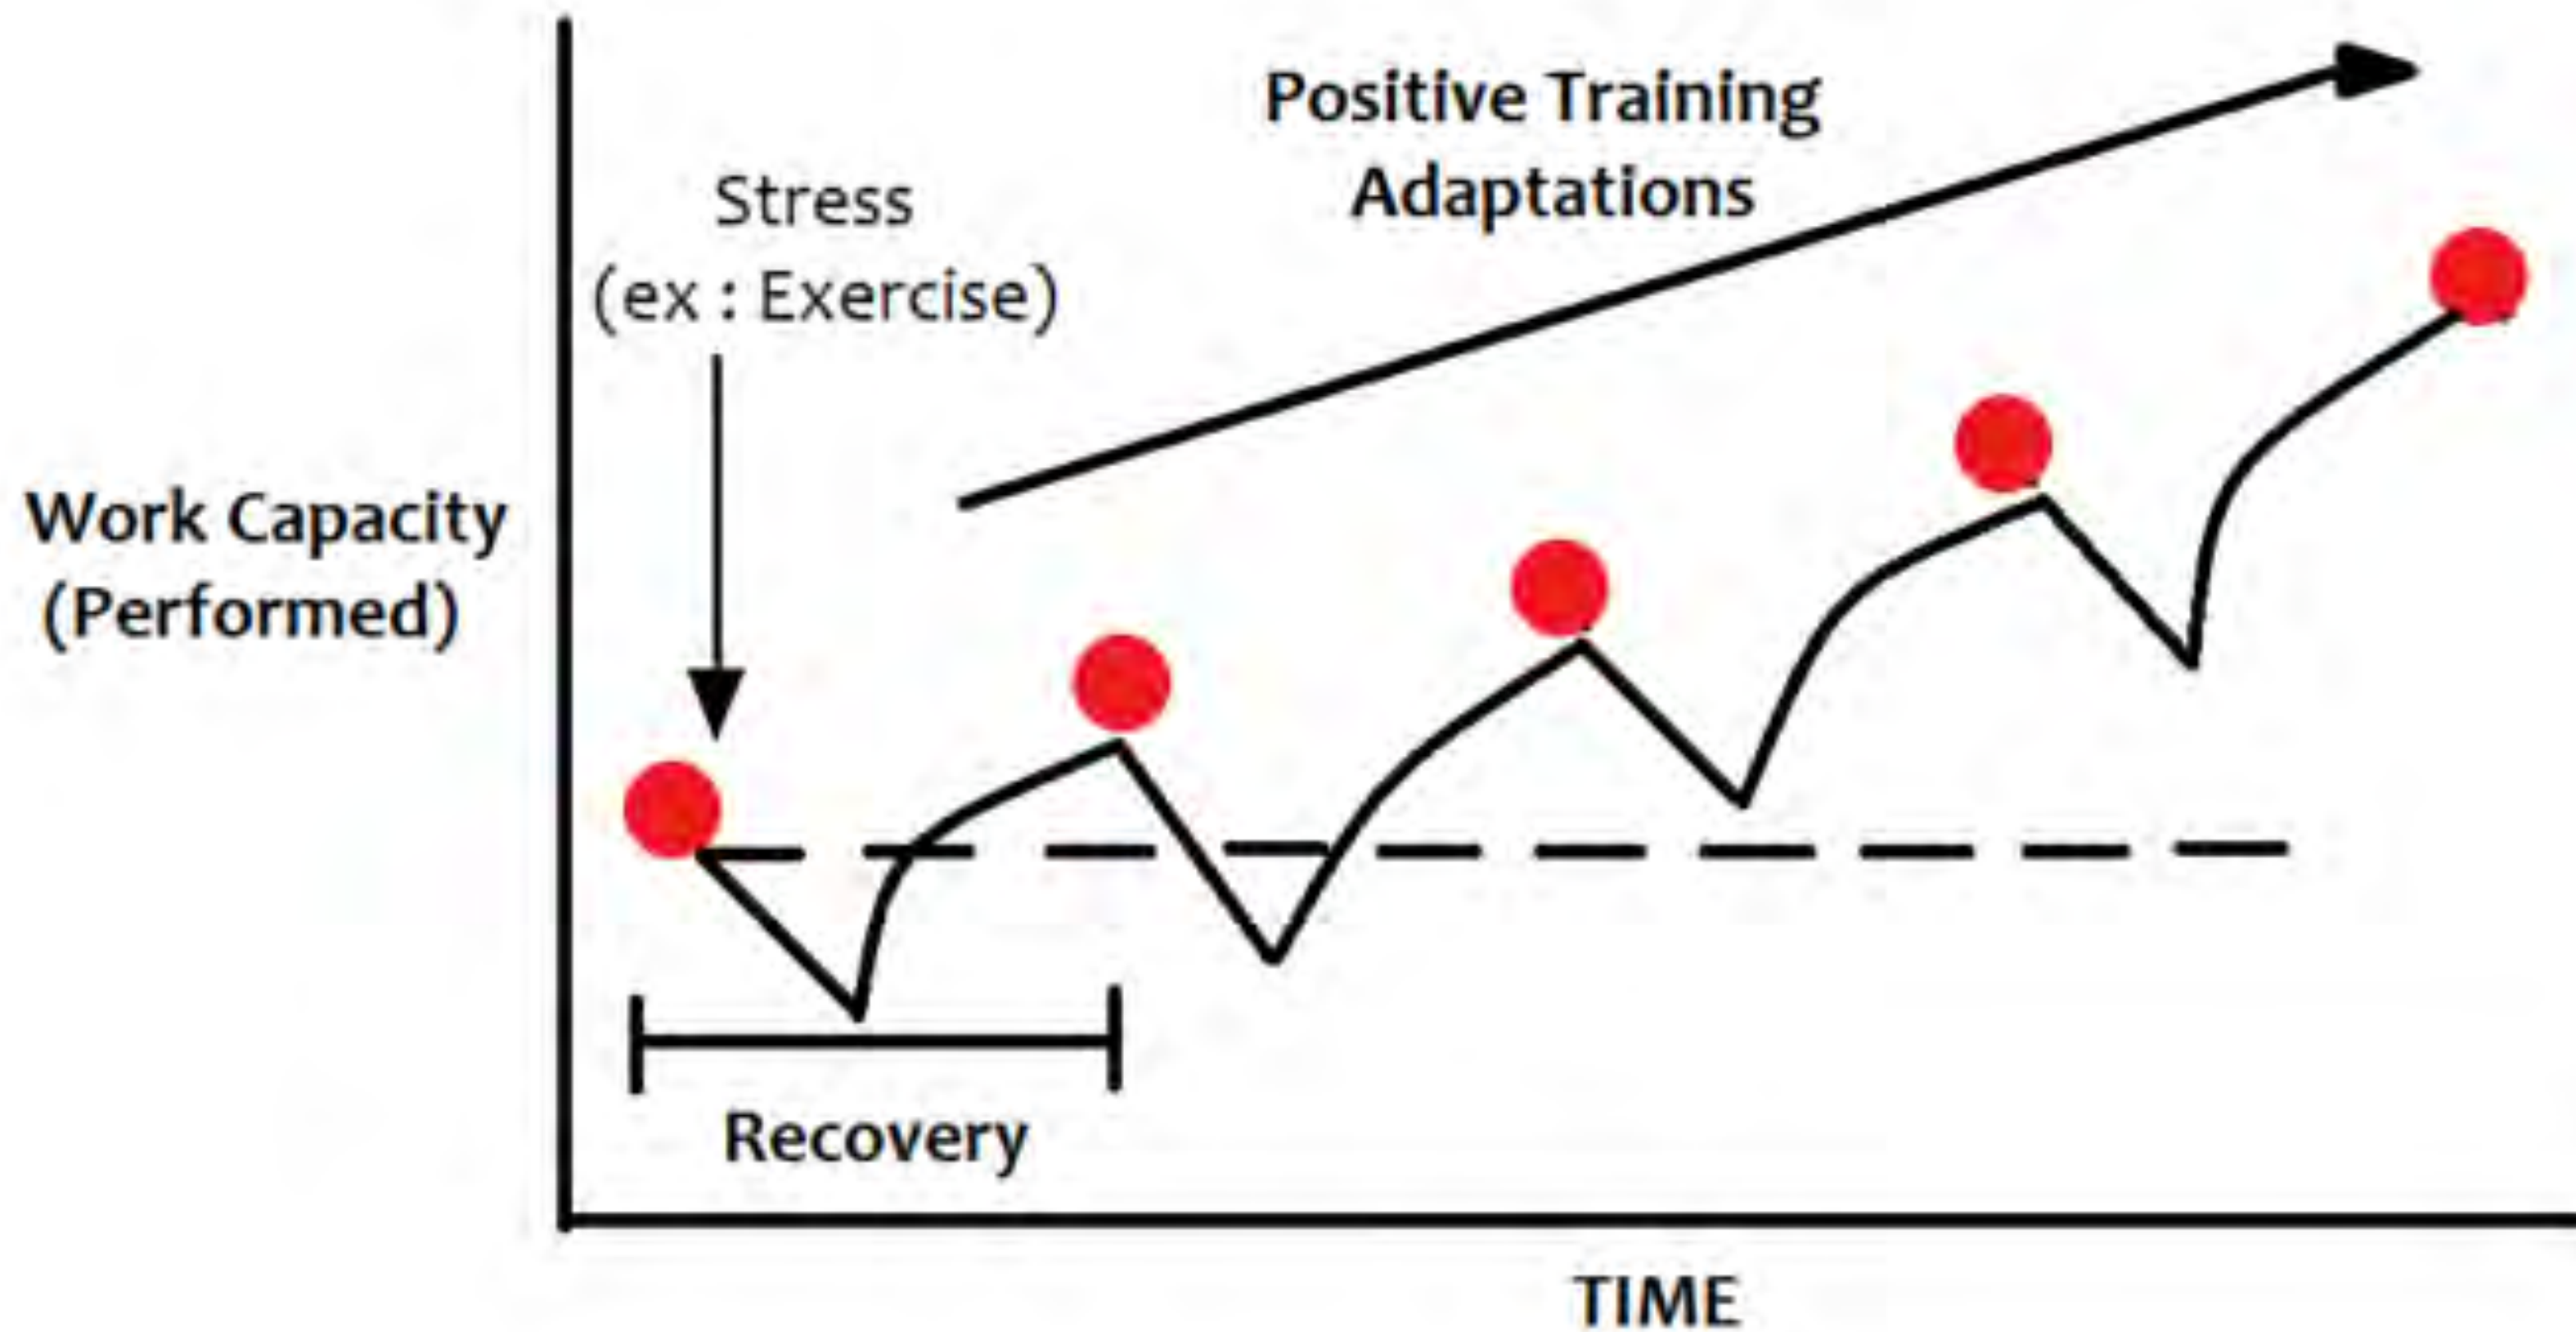 Positive Training
Adaptations
Stress
(ex : Exercise)
Work Capacity
(Performed)
Recovery
TIME